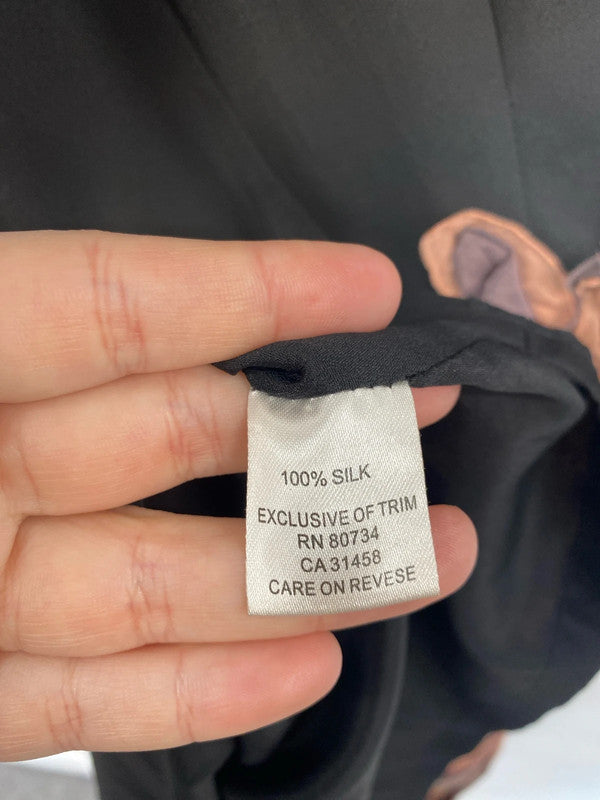 100% SILK
EXCLUSIVE OF TRIM
RN 80734
CA 31458
CARE ON REVESE